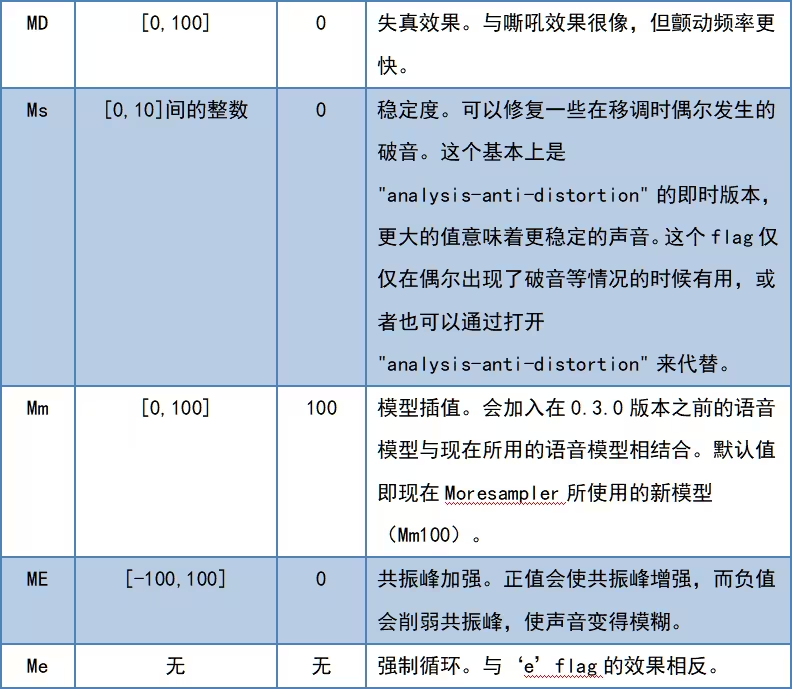 MD [0,100] 0 失真效果。与嘶吼效果很像，但颤动频率更
快。
Ms [0,10]间的整数 0 稳定度。可以修复一些在移调时偶尔发生的
破音。这个基本上是
"analysis-anti-distortion" 的即时版本，
更大的值意味着更稳定的声音。这个 flag 仅
仅在偶尔出现了破音等情况的时候有用，或
者也可以通过打开
"analysis-anti-distortion" 来代替。
Mm [0,100] 100 模型插值。会加入在 0.3.0 版本之前的语音
模型与现在所用的语音模型相结合。默认值
即现在 Moresampler 所使用的新模型
（Mm100）。
ME [-100,100] 0 共振峰加强。正值会使共振峰增强，而负值
会削弱共振峰，使声音变得模糊。
Me 无 无 强制循环。与‘e’flag 的效果相反。